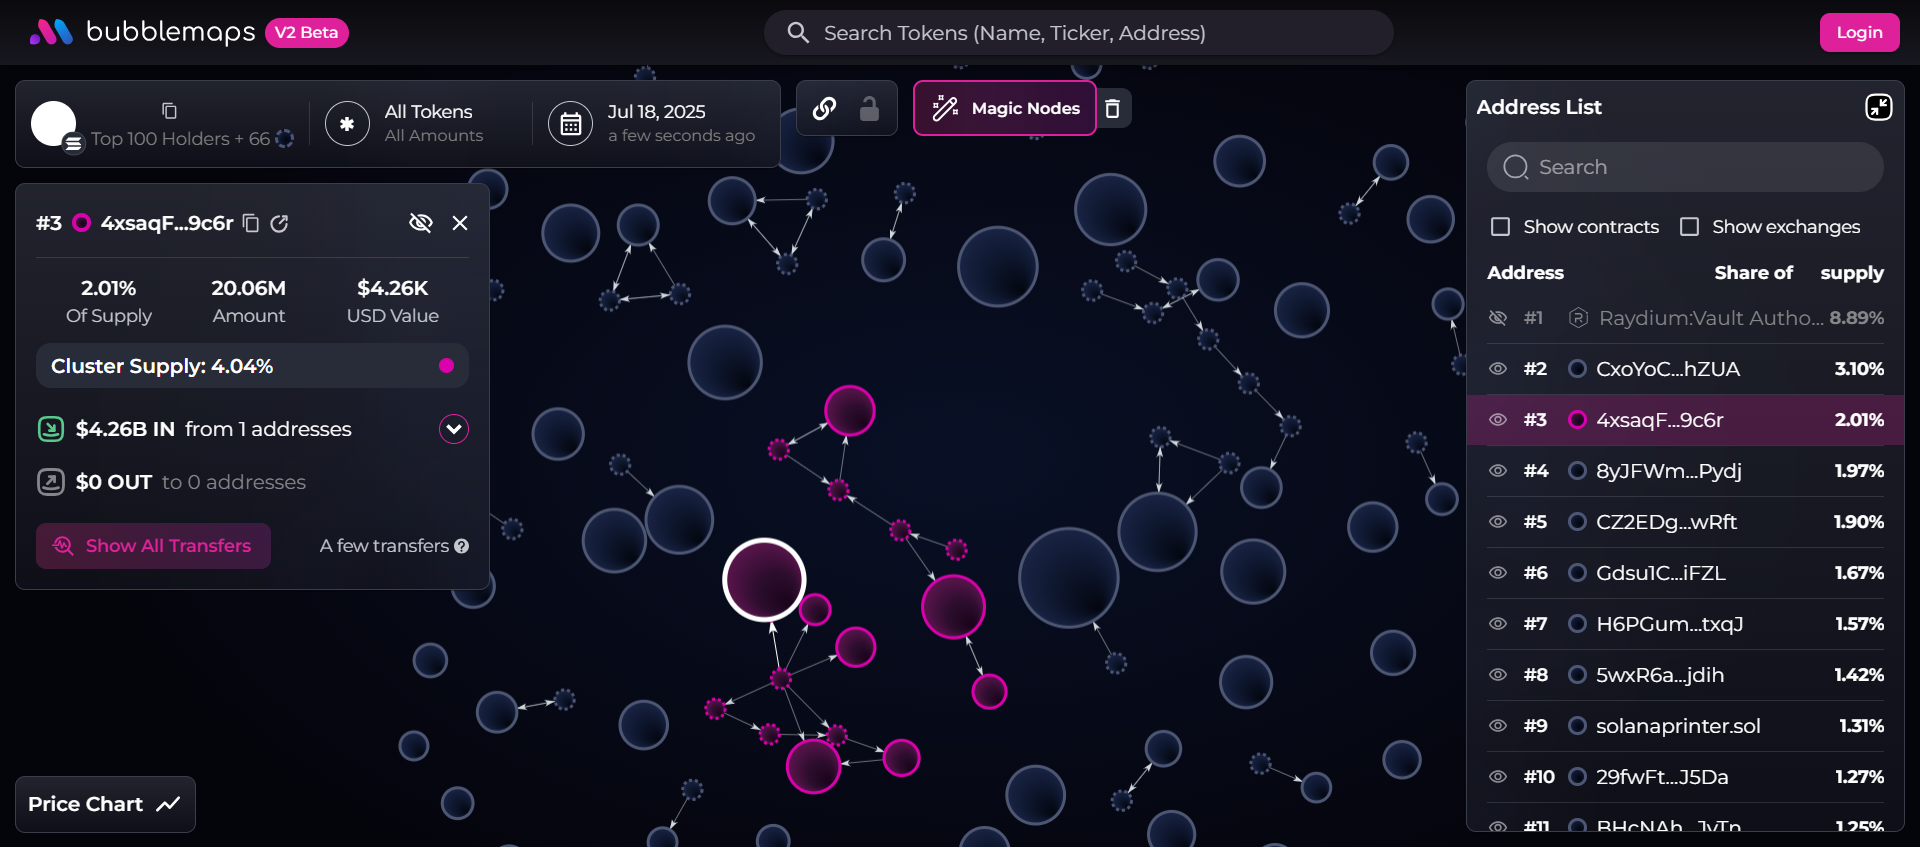 bubblemaps V2 Beta
Search Tokens (Name, Ticker, Address)
Login
Top 100 Holders + 66
All Tokens
All Amounts
Jul 18, 2025
a few seconds ago
Magic Nodes
#3 4xsaqF...9c6r
2.01% 20.06M $4.26K
Of Supply Amount USD Value
Cluster Supply: 4.04%
$4.26B IN from 1 addresses
$0 OUT to 0 addresses
Show All Transfers A few transfers ?
Price Chart
Address List
Search
Show contracts Show exchanges
Address Share of supply
#1 Raydium:Vault Autho... 8.89%
#2 CxoYoC...hZUA 3.10%
#3 4xsaqF...9c6r 2.01%
#4 8yJFWm...Pydj 1.97%
#5 CZ2EDg...wRft 1.90%
#6 Gdsu1C...iFZL 1.67%
#7 H6PGum...txqJ 1.57%
#8 5wxR6a...jdih 1.42%
#9 solanaprinter.sol 1.31%
#10 29fwFt...J5Da 1.27%
#11 BHcNAh...JvTn 1.25%